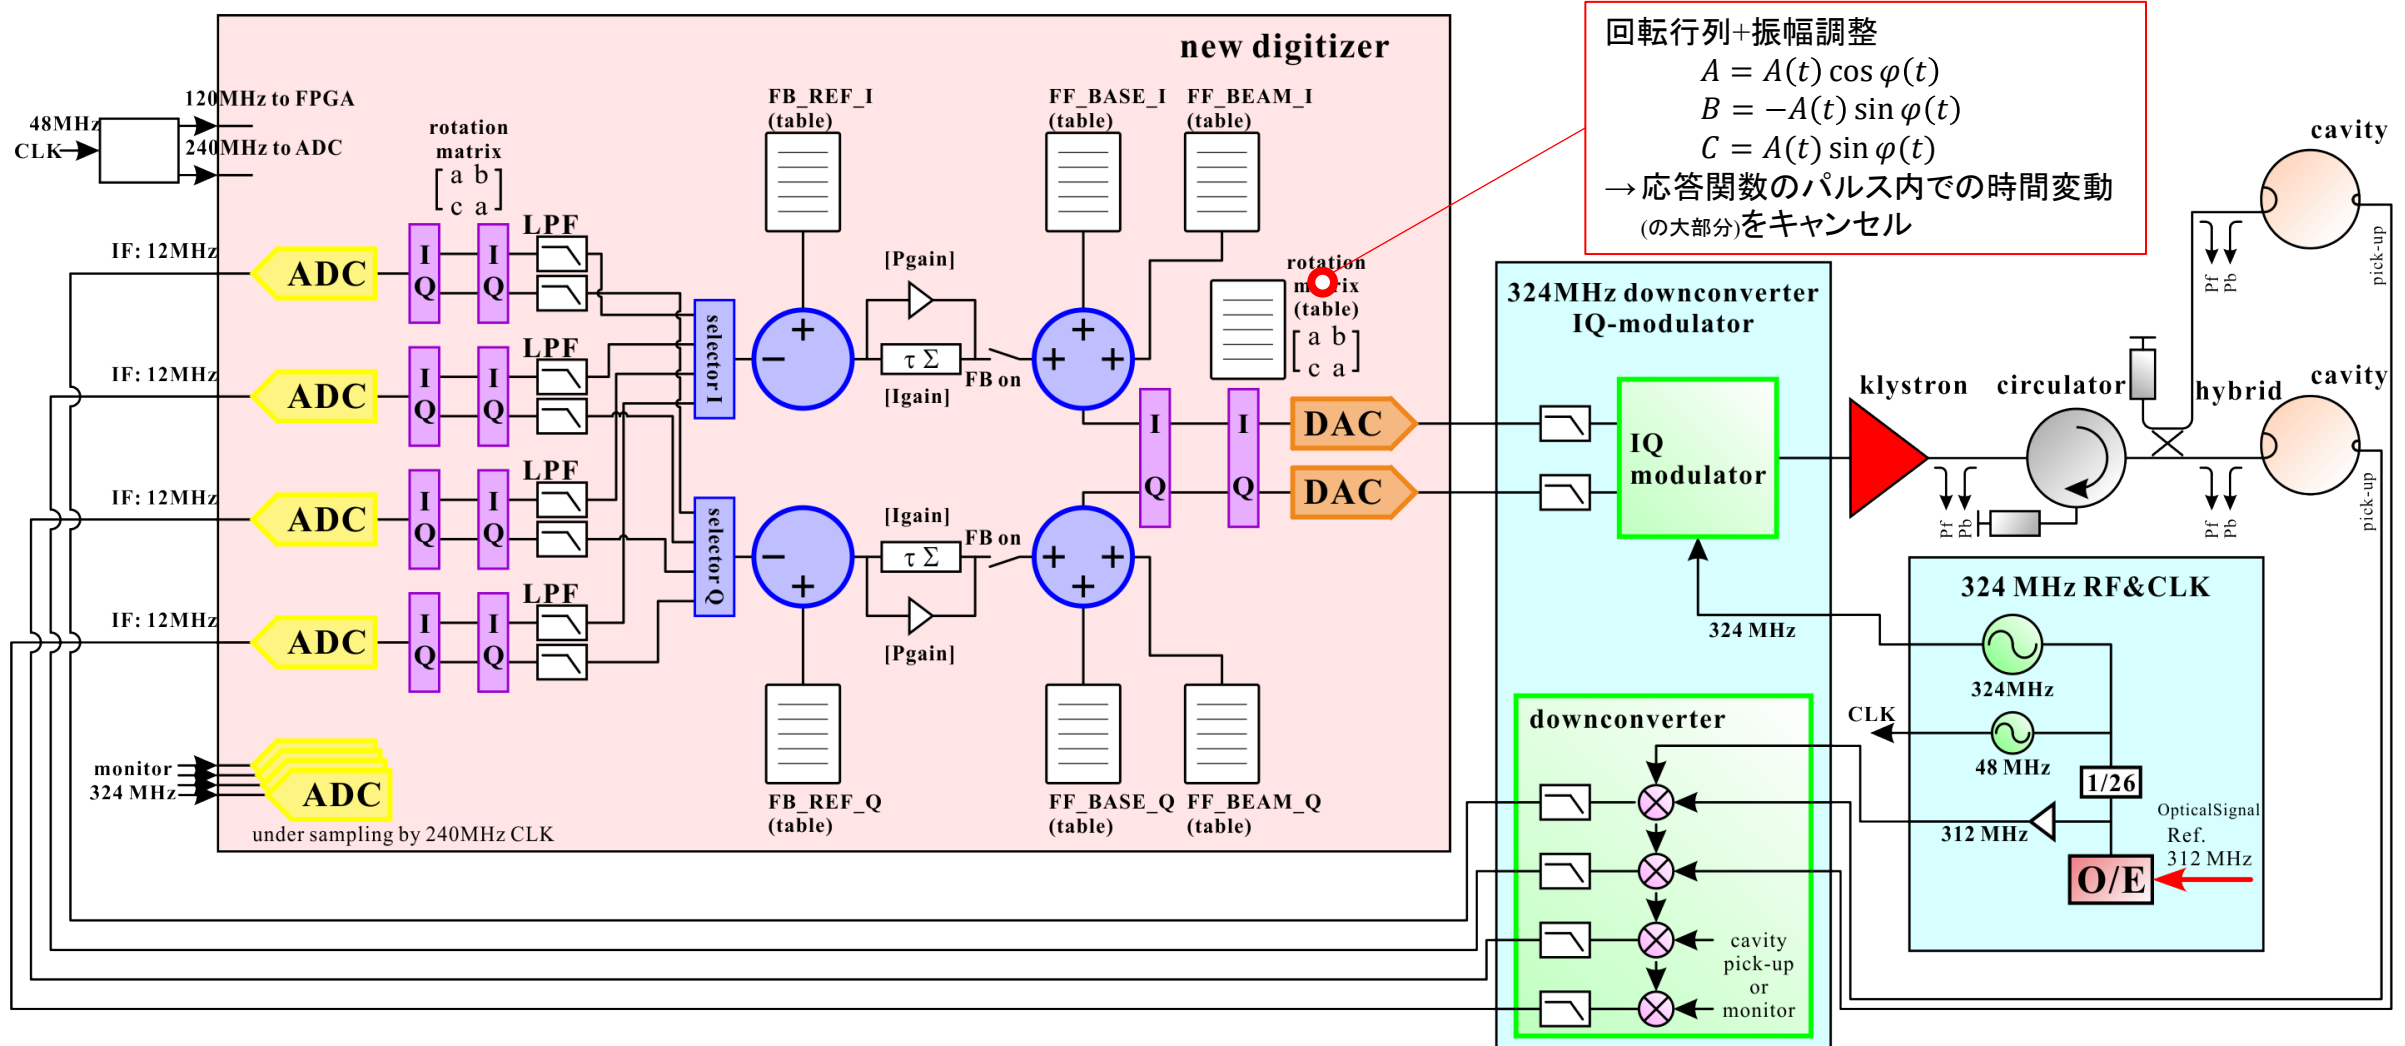 new digitizer
回転行列+振幅調整
A = A(t) cos φ(t)
B = −A(t) sin φ(t)
C = A(t) sin φ(t)
→応答関数のパルス内での時間変動
(の大部分)をキャンセル
48MHz
CLK
120MHz to FPGA
240MHz to ADC
rotation
matrix
a b
c a
FB_REF_I
(table)
FF_BASE_I
(table)
FF_BEAM_I
(table)
IF: 12MHz
ADC
I
Q
I
Q
LPF
IF: 12MHz
ADC
I
Q
I
Q
LPF
IF: 12MHz
ADC
I
Q
I
Q
LPF
IF: 12MHz
ADC
I
Q
I
Q
LPF
selector I
selector Q
−
+
[Pgain]
τ Σ
[Igain]
FB on
+
+
+
−
+
[Igain]
τ Σ
[Pgain]
FB on
+
+
+
rotation
(table)
a b
c a
I
Q
I
Q
DAC
DAC
FB_REF_Q
(table)
FF_BASE_Q
(table)
FF_BEAM_Q
(table)
monitor
324 MHz
ADC
under sampling by 240MHz CLK
324MHz downconverter
IQ-modulator
IQ
modulator
324 MHz
downconverter
cavity
pick-up
or
monitor
klystron
circulator
hybrid
cavity
cavity
Pf
Pb
Pf
Pb
Pf
Pb
pick-up
pick-up
324 MHz RF&CLK
324MHz
CLK
48 MHz
1/26
312 MHz
OpticalSignal
Ref.
312 MHz
O/E